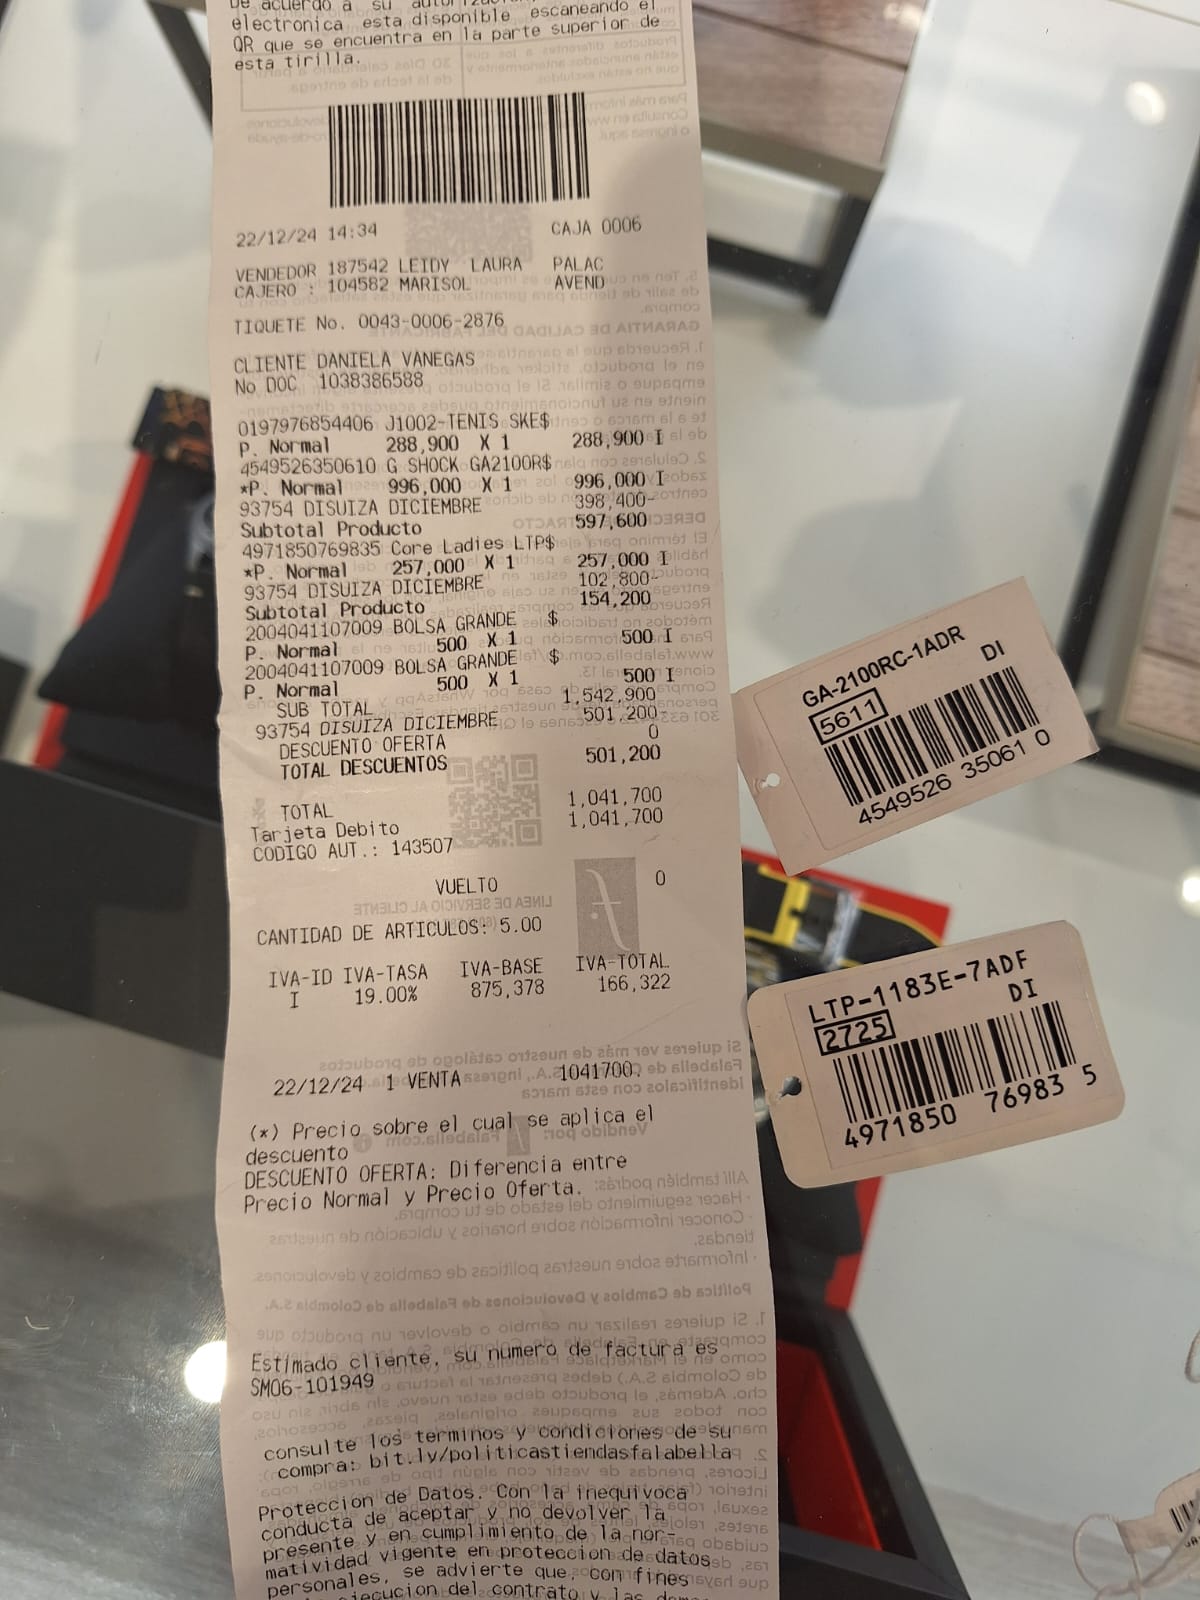 De acuerdo a su
electronica esta disponible escaneando el
QR que se encuentra en la parte superior de
esta tirilla.
22/12/24 14:34 CAJA 0006
VENDEDOR 187542 LEIDY LAURA PALAC
CAJERO : 104582 MARISOL AVEND
TIQUETE No. 0043-0006-2876
CLIENTE DANIELA VANEGAS
No DOC 1038386588
0197976854406 J1002-TENIS SKE$
P. Normal 288,900 X 1 288,900 I
4549526350610 G SHOCK GA2100R$
*P. Normal 996,000 X 1 996,000 I
93754 DISUIZA DICIEMBRE 398,400-
Subtotal Producto 597,600
4971850769835 Core Ladies LTP$
*P. Normal 257,000 X 1 257,000 I
93754 DISUIZA DICIEMBRE 102,800-
Subtotal Producto 154,200
2004041107009 BOLSA GRANDE $
P. Normal 500 X 1 500 I
2004041107009 BOLSA GRANDE $
P. Normal 500 X 1 500 I
SUB TOTAL 1,542,900
93754 DISUIZA DICIEMBRE 501,200-
DESCUENTO OFERTA 0
TOTAL DESCUENTOS 501,200
TOTAL 1,041,700
Tarjeta Debito 1,041,700
CODIGO AUT.: 143507
VUELTO 0
CANTIDAD DE ARTICULOS: 5.00
IVA-ID IVA-TASA IVA-BASE IVA-TOTAL
I 19.00% 875,378 166,322
22/12/24 1 VENTA 1041700.
(*) Precio sobre el cual se aplica el
descuento
DESCUENTO OFERTA: Diferencia entre
Precio Normal y Precio Oferta.
Estimado cliente, su numero de factura es
SM06-101949
consulte los terminos y condiciones de su
compra: bit.ly/politicastiendasfalabella
Proteccion de Datos. Con la inequivoca
conducta de aceptar y no devolver la
presente y en cumplimiento de la nor-
matividad vigente en proteccion de datos
personales, se advierte que, con fines
ejecucion del contrato y las
GA-2100RC-1ADR
5611 DI
4549526 35061 0
LTP-1183E-7ADF
2725 DI
4971850 76983 5